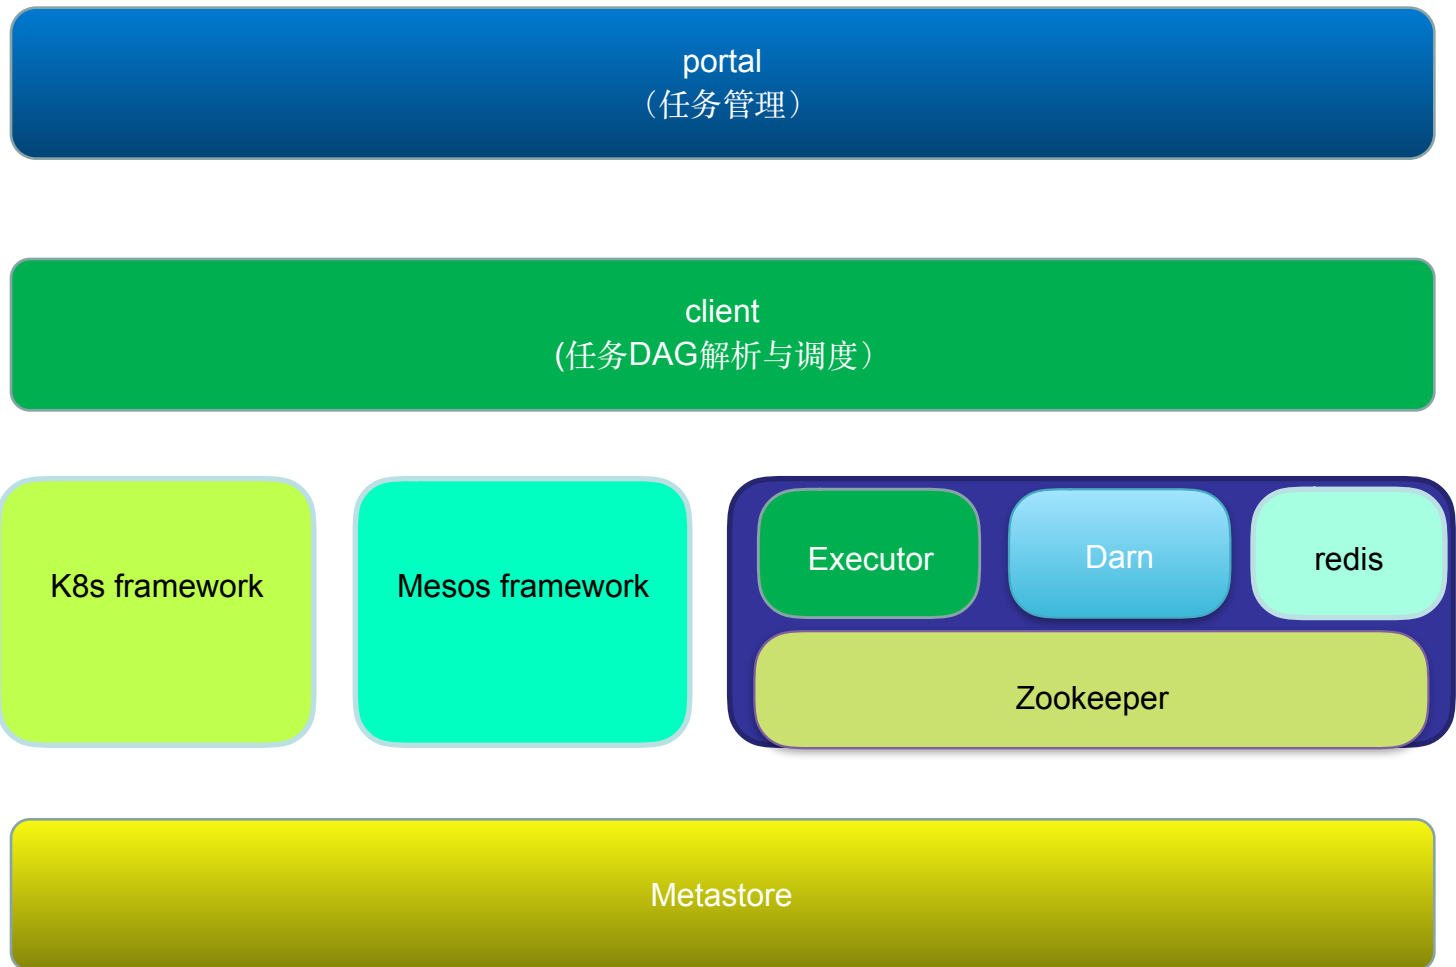 portal
（任务管理）
client
(任务DAG解析与调度）
K8s framework
Mesos framework
Executor
Darn
redis
Zookeeper
Metastore